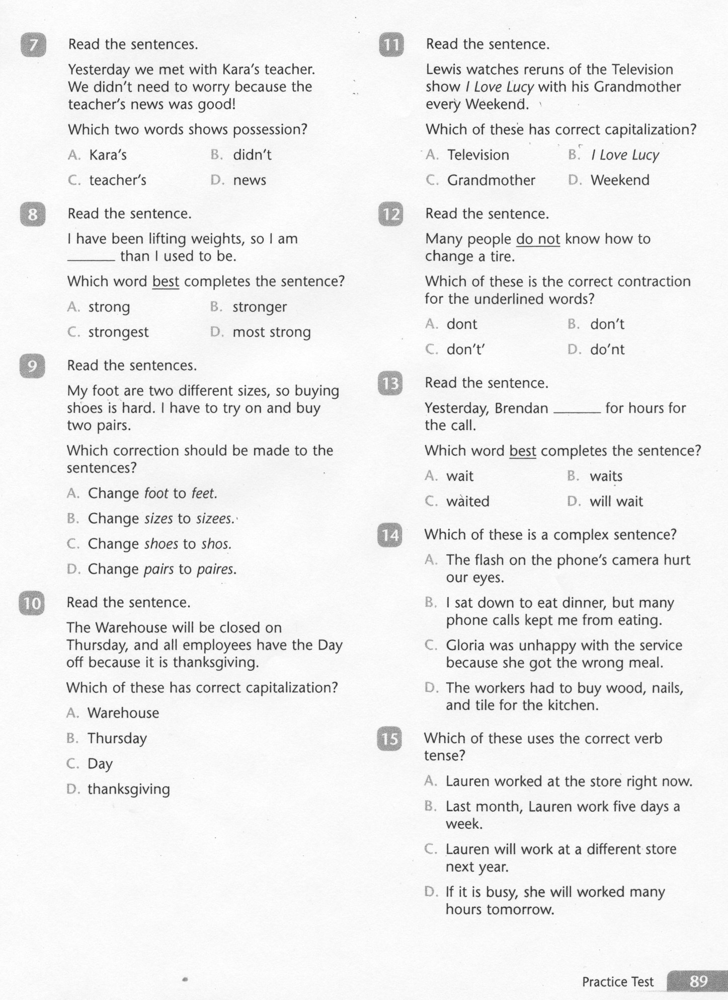 7
Read the sentences.
Yesterday we met with Kara's teacher.
We didn't need to worry because the
teacher's news was good!
Which two words shows possession?
A. Kara's B. didn't
C. teacher's D. news
8
Read the sentence.
I have been lifting weights, so I am
______ than I used to be.
Which word best completes the sentence?
A. strong B. stronger
C. strongest D. most strong
9
Read the sentences.
My foot are two different sizes, so buying
shoes is hard. I have to try on and buy
two pairs.
Which correction should be made to the
sentences?
A. Change foot to feet.
B. Change sizes to sizees.
C. Change shoes to shos.
D. Change pairs to paires.
10
Read the sentence.
The Warehouse will be closed on
Thursday, and all employees have the Day
off because it is thanksgiving.
Which of these has correct capitalization?
A. Warehouse
B. Thursday
C. Day
D. thanksgiving
11
Read the sentence.
Lewis watches reruns of the Television
show I Love Lucy with his Grandmother
every Weekend.
Which of these has correct capitalization?
A. Television B. I Love Lucy
C. Grandmother D. Weekend
12
Read the sentence.
Many people do not know how to
change a tire.
Which of these is the correct contraction
for the underlined words?
A. dont B. don't
C. don't' D. do'nt
13
Read the sentence.
Yesterday, Brendan ______ for hours for
the call.
Which word best completes the sentence?
A. wait B. waits
C. waited D. will wait
14
Which of these is a complex sentence?
A. The flash on the phone's camera hurt
our eyes.
B. I sat down to eat dinner, but many
phone calls kept me from eating.
C. Gloria was unhappy with the service
because she got the wrong meal.
D. The workers had to buy wood, nails,
and tile for the kitchen.
15
Which of these uses the correct verb
tense?
A. Lauren worked at the store right now.
B. Last month, Lauren work five days a
week.
C. Lauren will work at a different store
next year.
D. If it is busy, she will worked many
hours tomorrow.
Practice Test 89